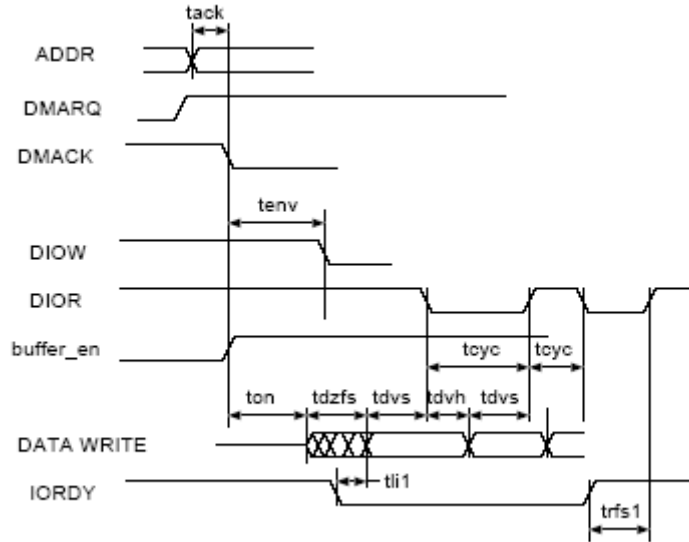 tack
ADDR
DMARQ
DMACK
tenv
DIOW
DIOR
buffer_en
tcyc tcyc
ton tdzfs tdvs tdvh tdvs
DATA WRITE
tli1
IORDY
trfs1